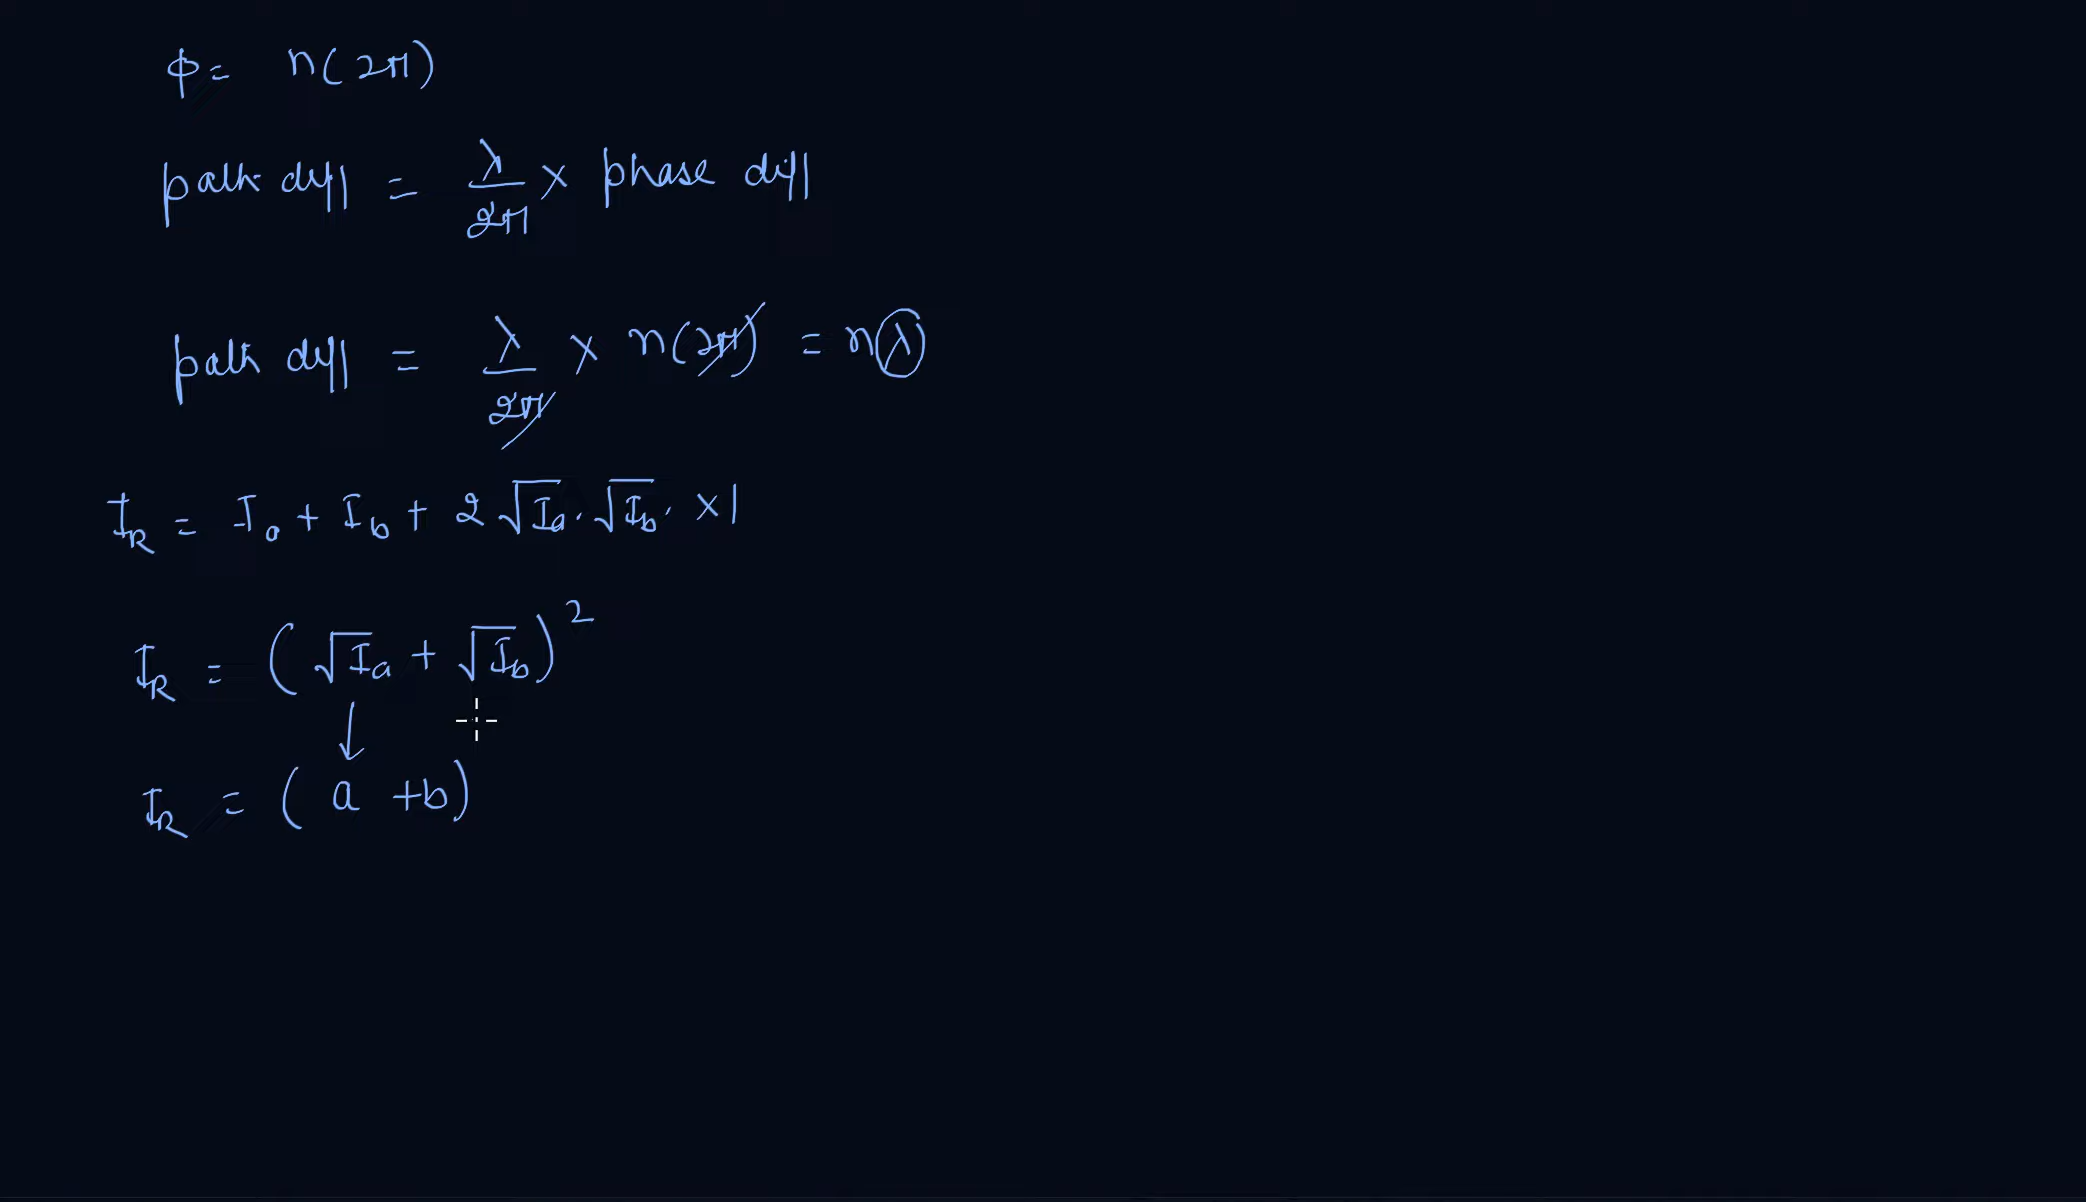 φ = n(2π)
path diff = λ/2π × phase diff
path diff = λ/2π × n(2π) = nλ
I_R = I_a + I_b + 2 √I_a . √I_b . × 1
I_R = (√I_a + √I_b)²
↓
I_R = (a + b)